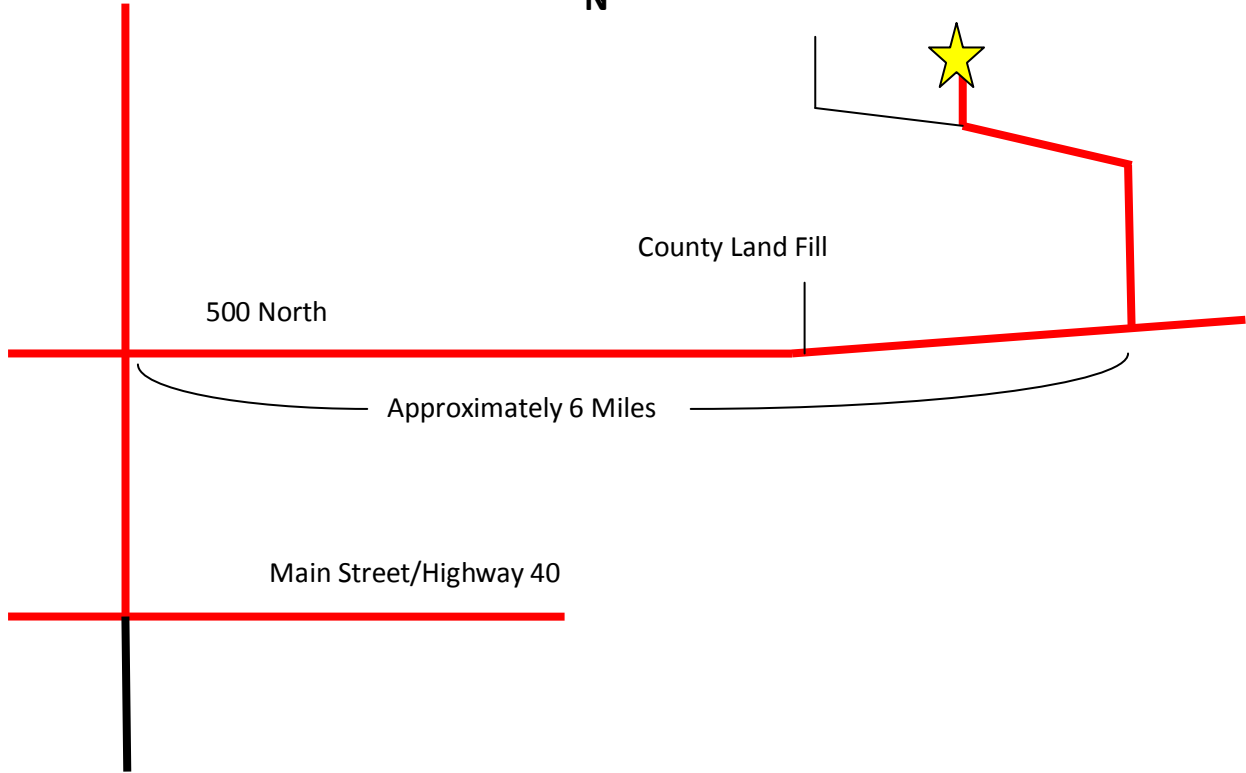 N
County Land Fill
500 North
Approximately 6 Miles
Main Street/Highway 40